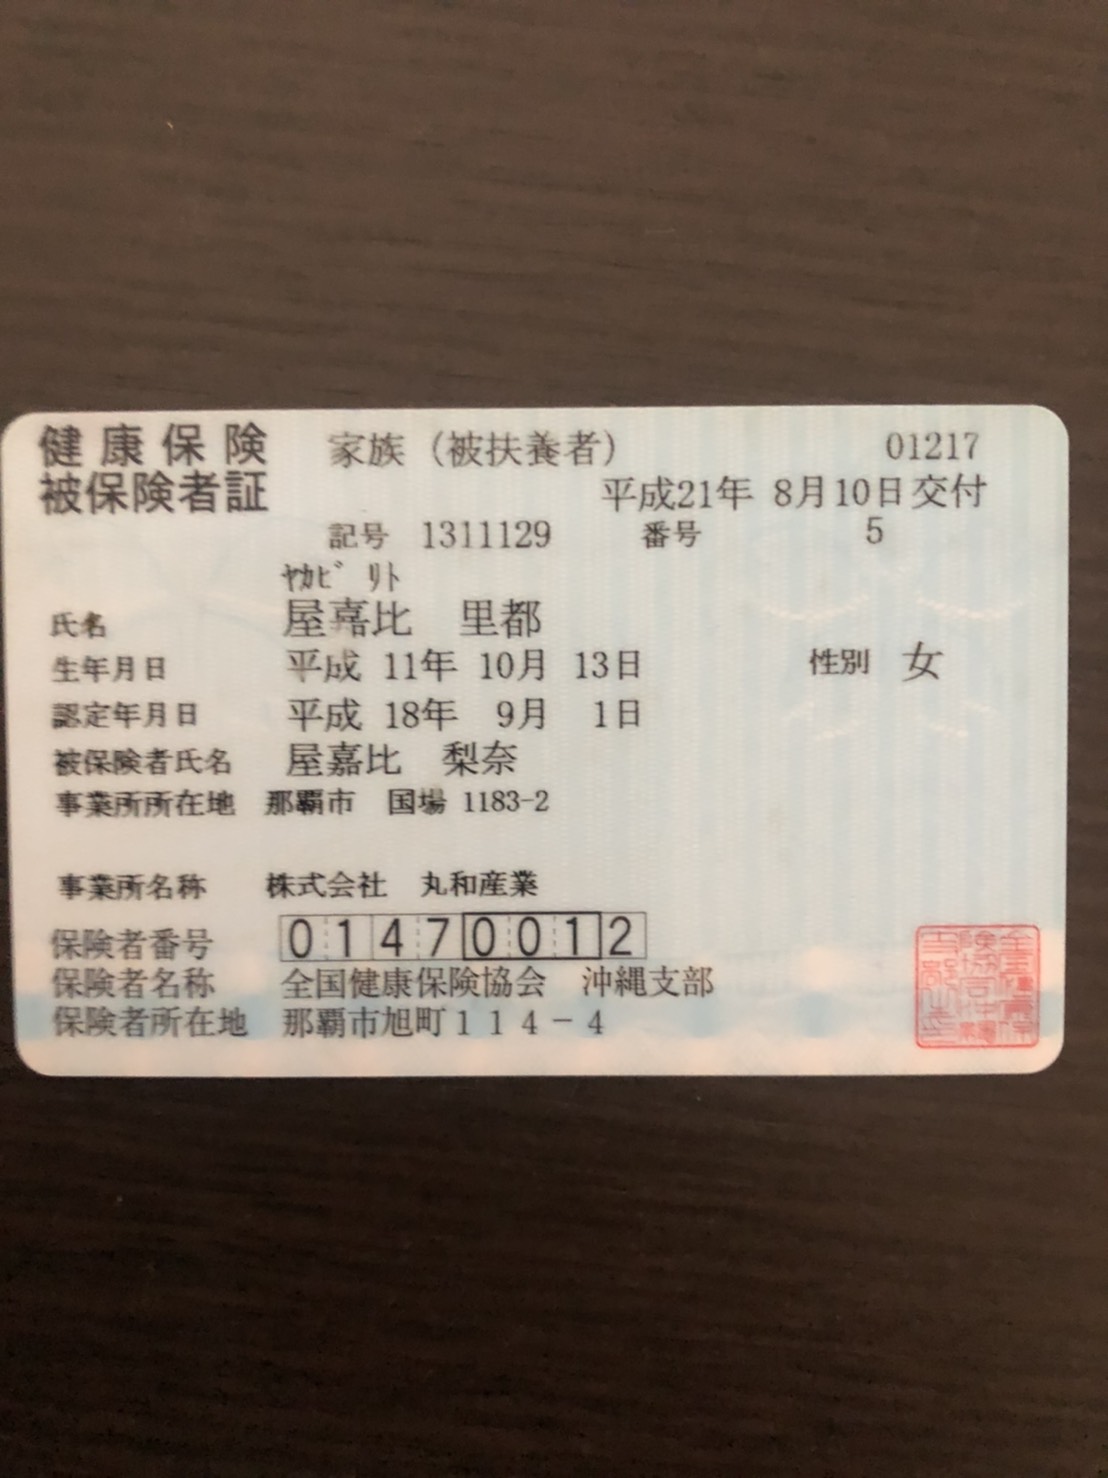 健康保険 家族（被扶養者） 01217
被保険者証 平成21年 8月10日交付
記号 1311129 番号 5
ﾔｶﾋﾞ ﾘﾄ
氏名 屋嘉比 里都
生年月日 平成 11年 10月 13日 性別 女
認定年月日 平成 18年 9月 1日
被保険者氏名 屋嘉比 梨奈
事業所所在地 那覇市 国場 1183-2
事業所名称 株式会社 丸和産業
保険者番号 01470012
保険者名称 全国健康保険協会 沖縄支部
保険者所在地 那覇市旭町１１４－４